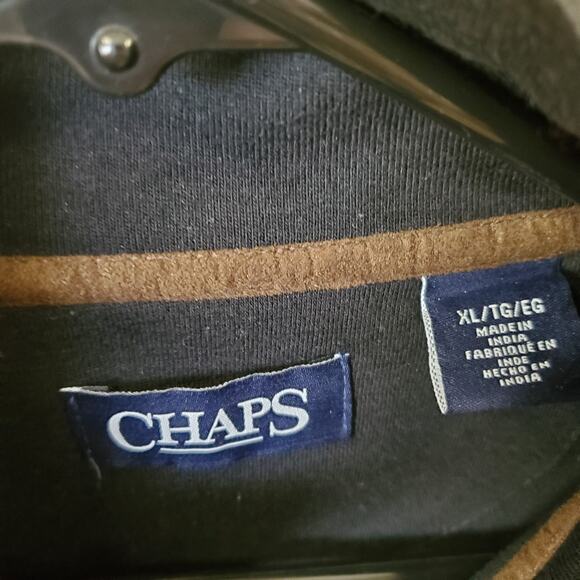 XL/TG/EG
MADE IN
INDIA
FABRIQUÉ EN
INDE
HECHO EN
INDIA
CHAPS